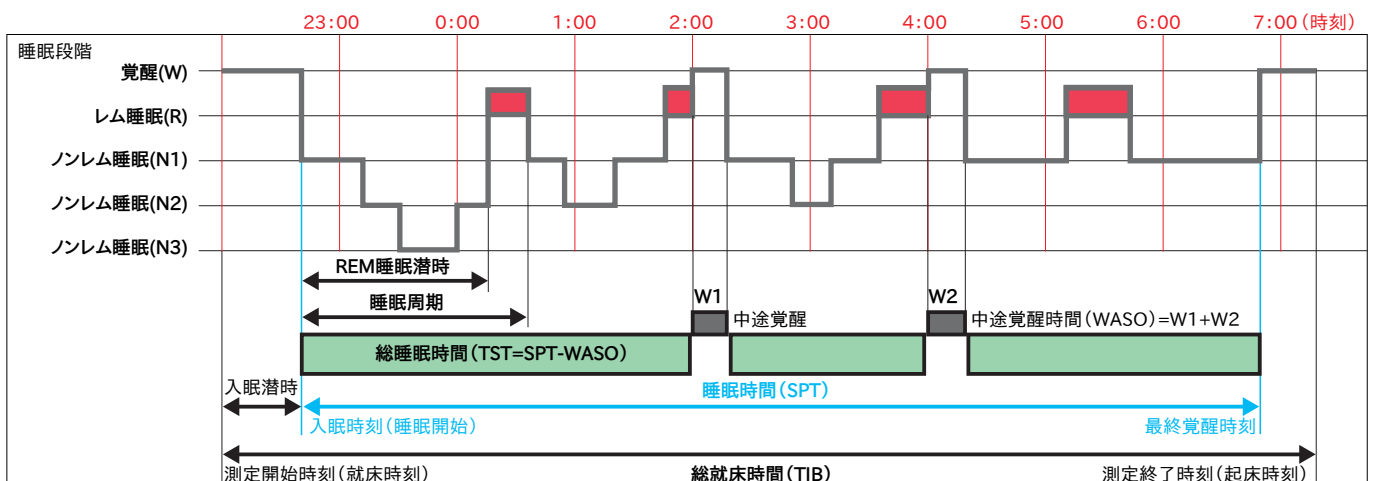 23:00 0:00 1:00 2:00 3:00 4:00 5:00 6:00 7:00(時刻)
睡眠段階
覚醒(W)
レム睡眠(R)
ノンレム睡眠(N1)
ノンレム睡眠(N2)
ノンレム睡眠(N3)
REM睡眠潜時
睡眠周期
W1
W2
中途覚醒
中途覚醒時間(WASO)=W1+W2
総睡眠時間(TST=SPT-WASO)
入眠潜時
睡眠時間(SPT)
入眠時刻(睡眠開始)
最終覚醒時刻
測定開始時刻(就床時刻)
総就床時間(TIB)
測定終了時刻(起床時刻)